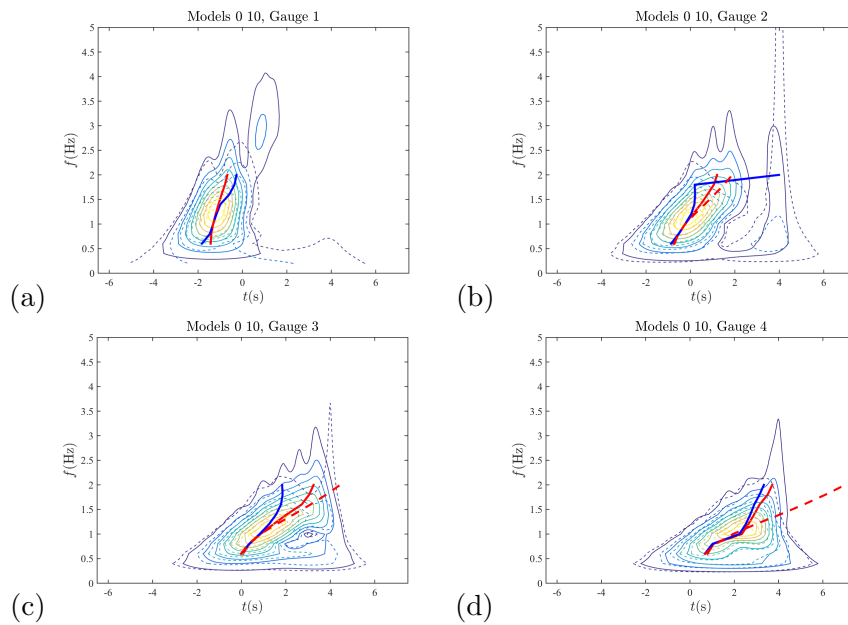 Models 0 10, Gauge 1
5
4.5
4
3.5
3
2.5
2
1.5
1
0.5
0
f (Hz)
-6 -4 -2 0 2 4 6
t(s)
(a)
Models 0 10, Gauge 2
5
4.5
4
3.5
3
2.5
2
1.5
1
0.5
0
f (Hz)
-6 -4 -2 0 2 4 6
t(s)
(b)
Models 0 10, Gauge 3
5
4.5
4
3.5
3
2.5
2
1.5
1
0.5
0
f (Hz)
-6 -4 -2 0 2 4 6
t(s)
(c)
Models 0 10, Gauge 4
5
4.5
4
3.5
3
2.5
2
1.5
1
0.5
0
f (Hz)
-6 -4 -2 0 2 4 6
t(s)
(d)